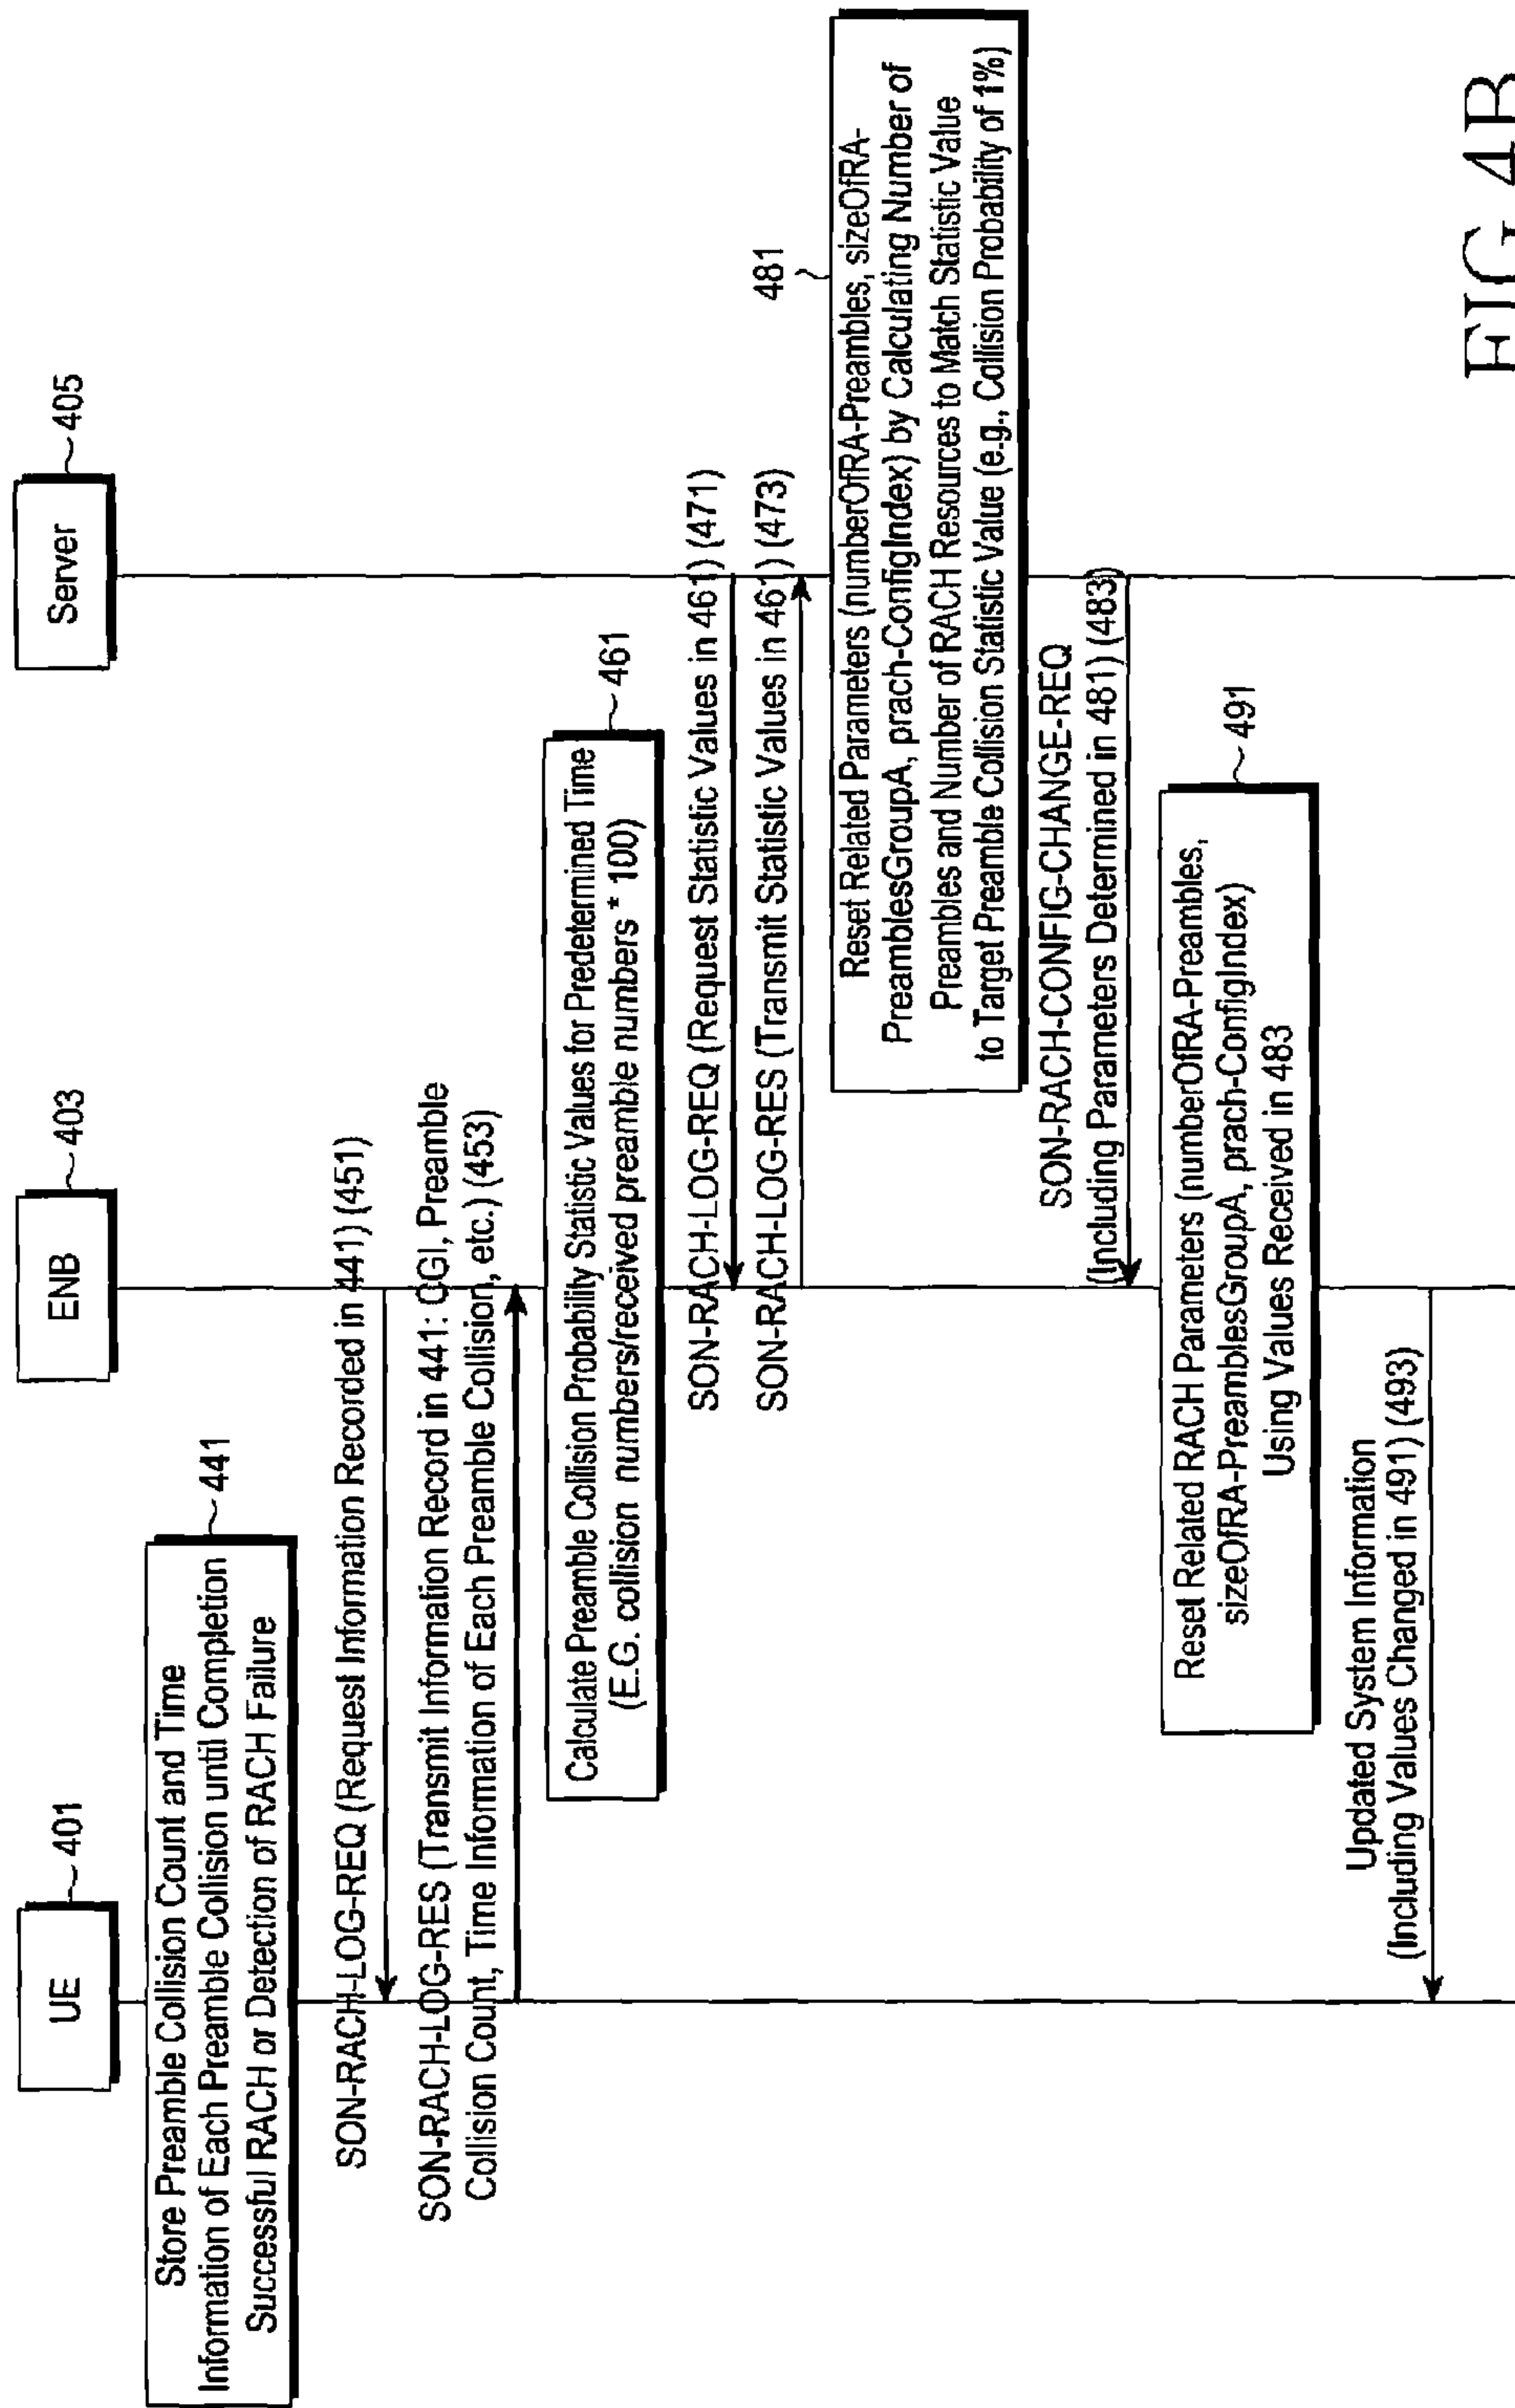 UE
401
ENB
403
Server
405
Store Preamble Collision Count and Time
Information of Each Preamble Collision until Completion
Successful RACH or Detection of RACH Failure
441
SON-RACH-LOG-REQ (Request Information Recorded in 441) (451)
SON-RACH-LOG-RES (Transmit Information Record in 441: CGI, Preamble
Collision Count, Time Information of Each Preamble Collision, etc.) (453)
Calculate Preamble Collision Probability Statistic Values for Predetermined Time
(E.G. collision numbers/received preamble numbers * 100)
461
SON-RACH-LOG-REQ (Request Statistic Values in 461) (471)
SON-RACH-LOG-RES (Transmit Statistic Values in 461) (473)
481
Reset Related Parameters (numberOfRA-Preambles, sizeOfRA-
PreamblesGroupA, prach-ConfigIndex) by Calculating Number of
Preambles and Number of RACH Resources to Match Statistic Value
to Target Preamble Collision Statistic Value (e.g., Collision Probability of 1%)
SON-RACH-CONFIG-CHANGE-REQ
(Including Parameters Determined in 481) (483)
Reset Related RACH Parameters (numberOfRA-Preambles,
sizeOfRA-PreamblesGroupA, prach-ConfigIndex)
Using Values Received in 483
491
Updated System Information
(Including Values Changed in 491) (493)
FIG.4B